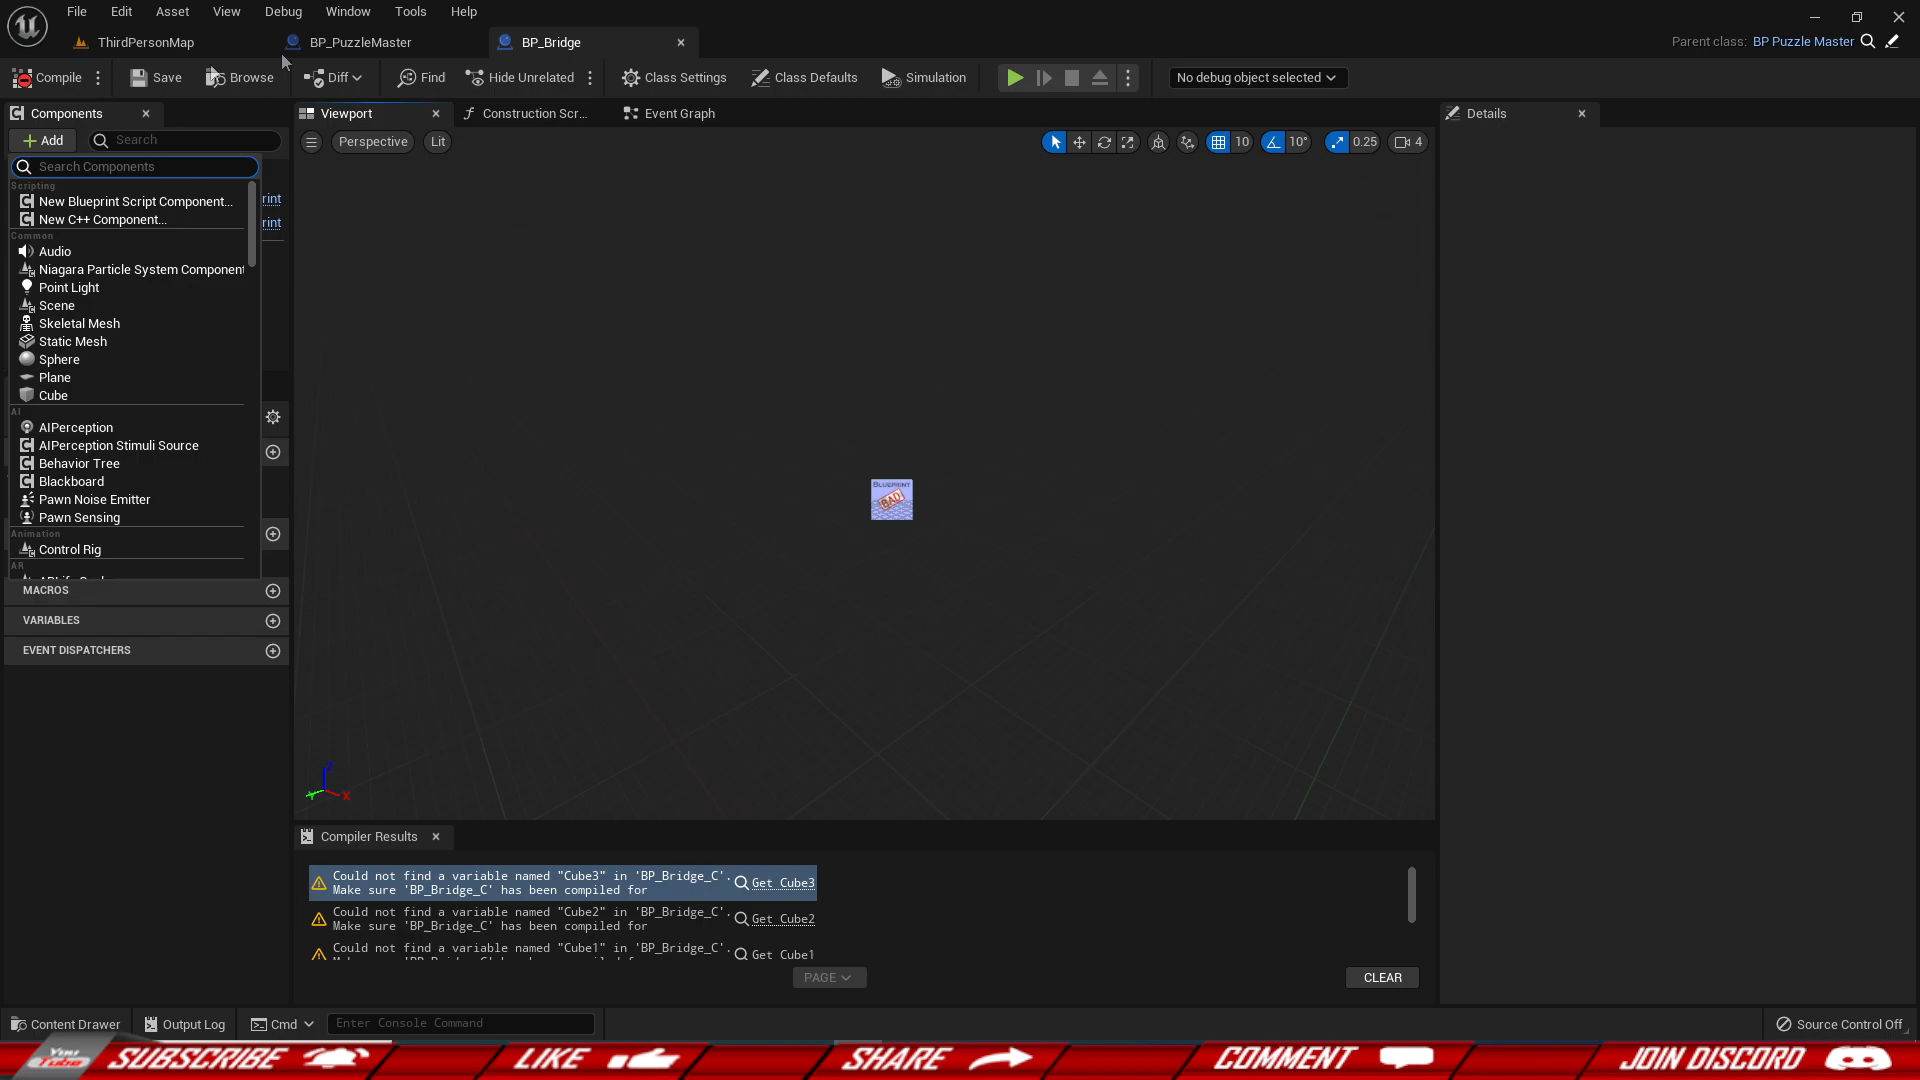 File Edit Asset View Debug Window Tools Help
ThirdPersonMap BP_PuzzleMaster BP_Bridge
Parent class: BP Puzzle Master
Compile Save Browse Diff Find Hide Unrelated Class Settings Class Defaults Simulation No debug object selected
Components Viewport Construction Scr... Event Graph Details
Add Search Perspective Lit 10 10° 0.25 4
Search Components
Scripting
New Blueprint Script Component... rint
New C++ Component... rint
Common
Audio
Niagara Particle System Component
Point Light
Scene
Skeletal Mesh
Static Mesh
Sphere
Plane
Cube
AI
AIPerception
AIPerception Stimuli Source
Behavior Tree
Blackboard
Pawn Noise Emitter
Pawn Sensing
Animation
Control Rig
AR
BLUEPRINT
BAD
MACROS
VARIABLES
EVENT DISPATCHERS
Z
Y X
Compiler Results
Could not find a variable named "Cube3" in 'BP_Bridge_C'.
Make sure 'BP_Bridge_C' has been compiled for Get Cube3
Could not find a variable named "Cube2" in 'BP_Bridge_C'.
Make sure 'BP_Bridge_C' has been compiled for Get Cube2
Could not find a variable named "Cube1" in 'BP_Bridge_C'. Get Cube1
PAGE CLEAR
Content Drawer Output Log Cmd Enter Console Command Source Control Off
You Tube SUBSCRIBE LIKE SHARE COMMENT JOIN DISCORD